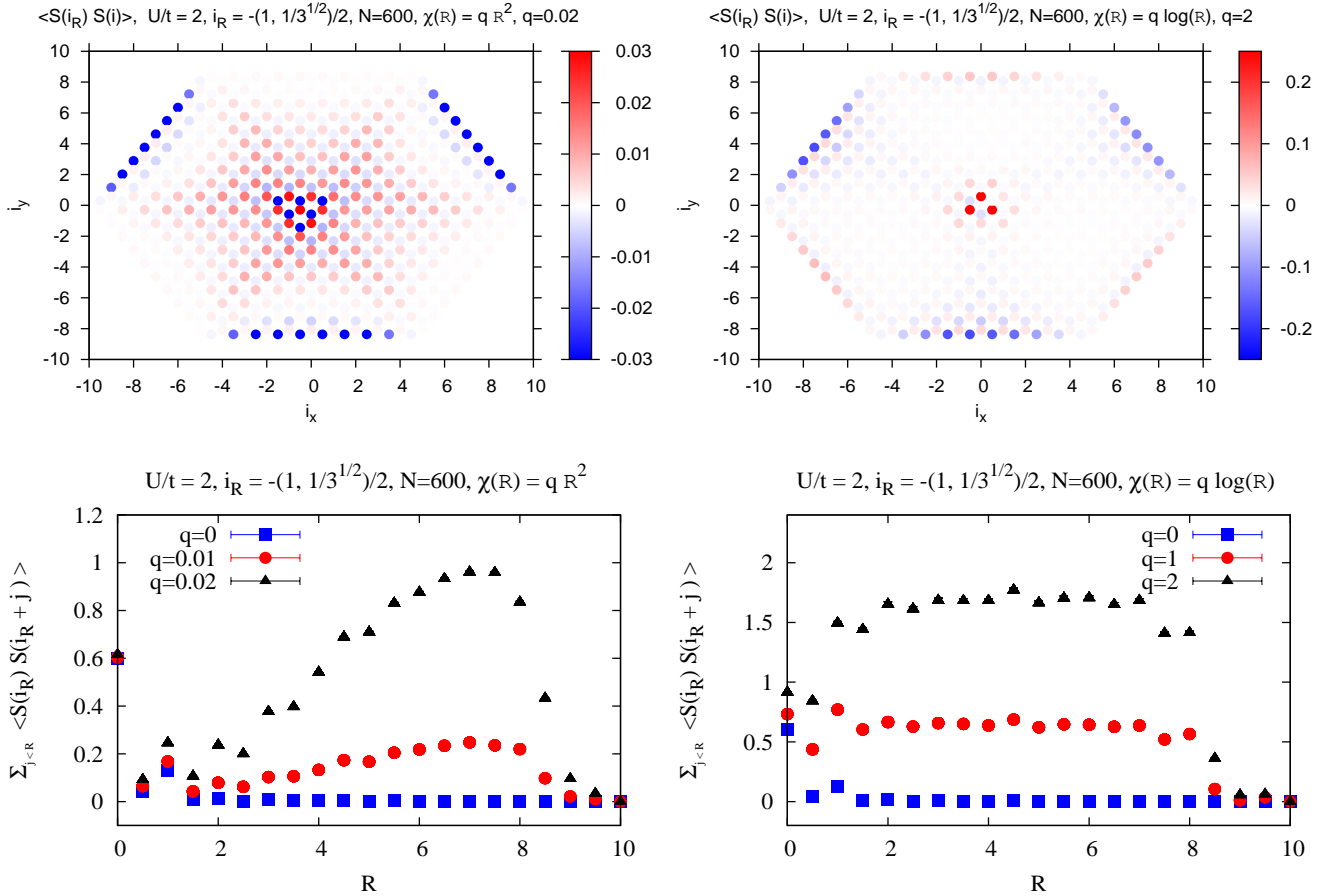 <S(i_R) S(i)>, U/t = 2, i_R = -(1, 1/3^{1/2})/2, N=600, χ(R) = q R^2, q=0.02
10
8
6
4
2
0
-2
-4
-6
-8
-10
-10 -8 -6 -4 -2 0 2 4 6 8 10
i_x
i_y
0.03
0.02
0.01
0
-0.01
-0.02
-0.03
<S(i_R) S(i)>, U/t = 2, i_R = -(1, 1/3^{1/2})/2, N=600, χ(R) = q log(R), q=2
10
8
6
4
2
0
-2
-4
-6
-8
-10
-10 -8 -6 -4 -2 0 2 4 6 8 10
i_x
i_y
0.2
0.1
0
-0.1
-0.2
U/t = 2, i_R = -(1, 1/3^{1/2})/2, N=600, χ(R) = q R^2
1.2
1
0.8
0.6
0.4
0.2
0
0 2 4 6 8 10
R
Σ_{j<R} <S(i_R) S(i_R + j) >
q=0
q=0.01
q=0.02
U/t = 2, i_R = -(1, 1/3^{1/2})/2, N=600, χ(R) = q log(R)
2
1.5
1
0.5
0
0 2 4 6 8 10
R
Σ_{j<R} <S(i_R) S(i_R + j) >
q=0
q=1
q=2